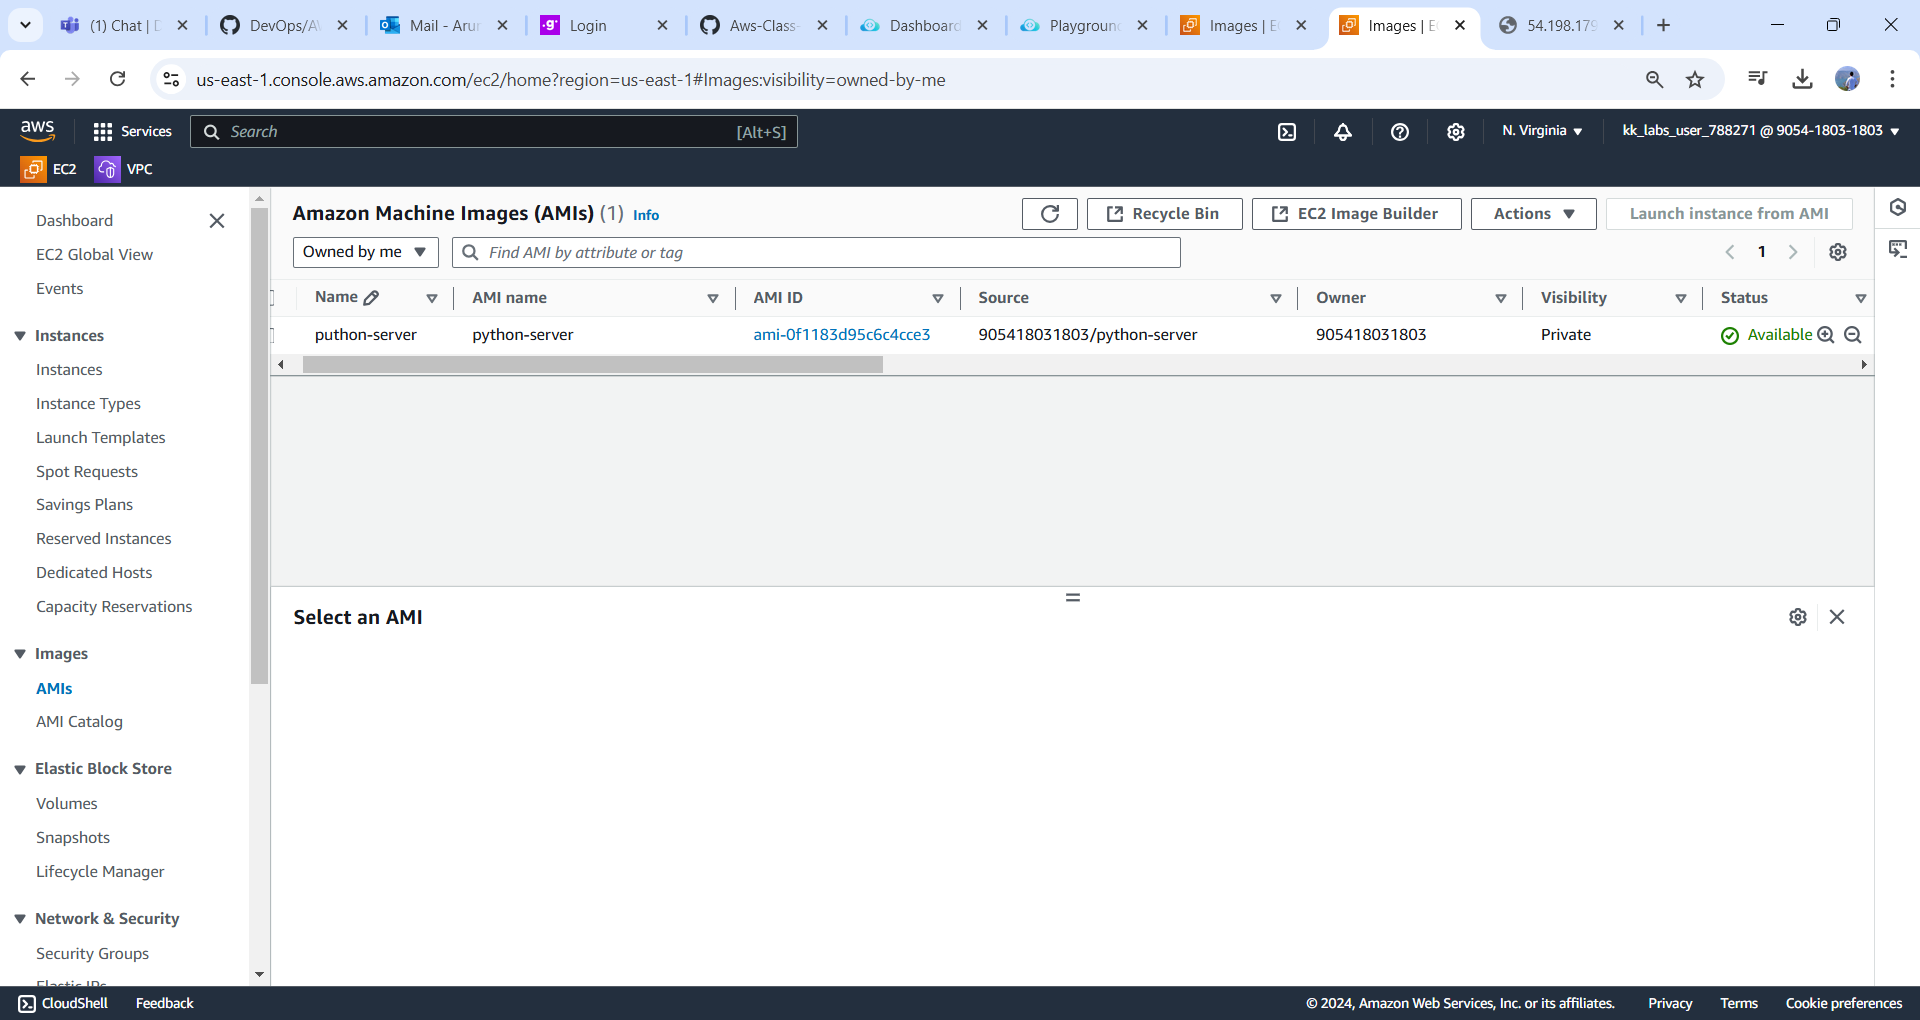 (1) Chat | D
DevOps/AV
Mail - Arur
Login
Aws-Class-
Dashboard
Playground
Images | E
Images | E
54.198.179
us-east-1.console.aws.amazon.com/ec2/home?region=us-east-1#Images:visibility=owned-by-me
aws
Services
Search
[Alt+S]
N. Virginia
kk_labs_user_788271 @ 9054-1803-1803
EC2
VPC
Dashboard
EC2 Global View
Events
Instances
Instances
Instance Types
Launch Templates
Spot Requests
Savings Plans
Reserved Instances
Dedicated Hosts
Capacity Reservations
Images
AMIs
AMI Catalog
Elastic Block Store
Volumes
Snapshots
Lifecycle Manager
Network & Security
Security Groups
Elastic IPs
Amazon Machine Images (AMIs) (1) Info
Recycle Bin
EC2 Image Builder
Actions
Launch instance from AMI
Owned by me
Find AMI by attribute or tag
1
Name
AMI name
AMI ID
Source
Owner
Visibility
Status
puthon-server
python-server
ami-0f1183d95c6c4cce3
905418031803/python-server
905418031803
Private
Available
Select an AMI
CloudShell
Feedback
© 2024, Amazon Web Services, Inc. or its affiliates.
Privacy
Terms
Cookie preferences